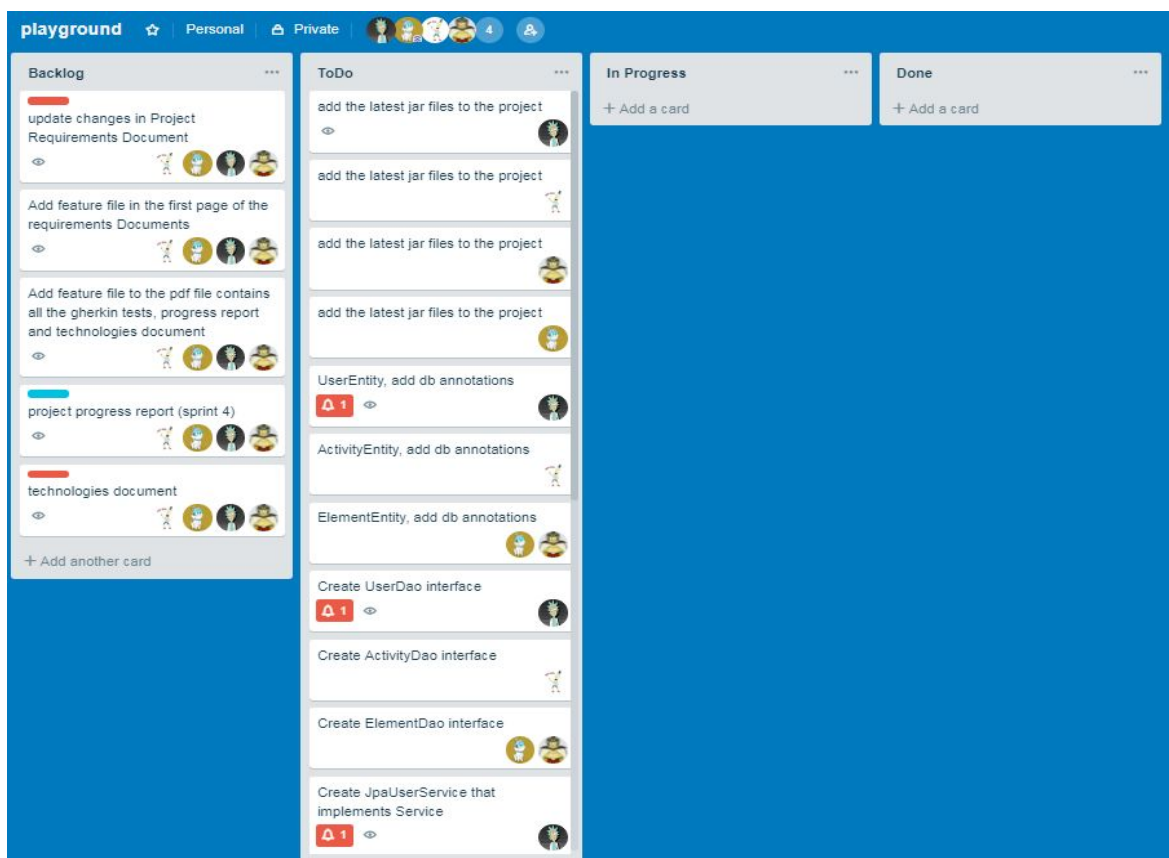 playground Personal Private 4
Backlog
update changes in Project
Requirements Document
Add feature file in the first page of the
requirements Documents
Add feature file to the pdf file contains
all the gherkin tests, progress report
and technologies document
project progress report (sprint 4)
technologies document
+ Add another card
ToDo
add the latest jar files to the project
add the latest jar files to the project
add the latest jar files to the project
add the latest jar files to the project
UserEntity, add db annotations
1
ActivityEntity, add db annotations
ElementEntity, add db annotations
Create UserDao interface
1
Create ActivityDao interface
Create ElementDao interface
Create JpaUserService that
implements Service
1
In Progress
+ Add a card
Done
+ Add a card